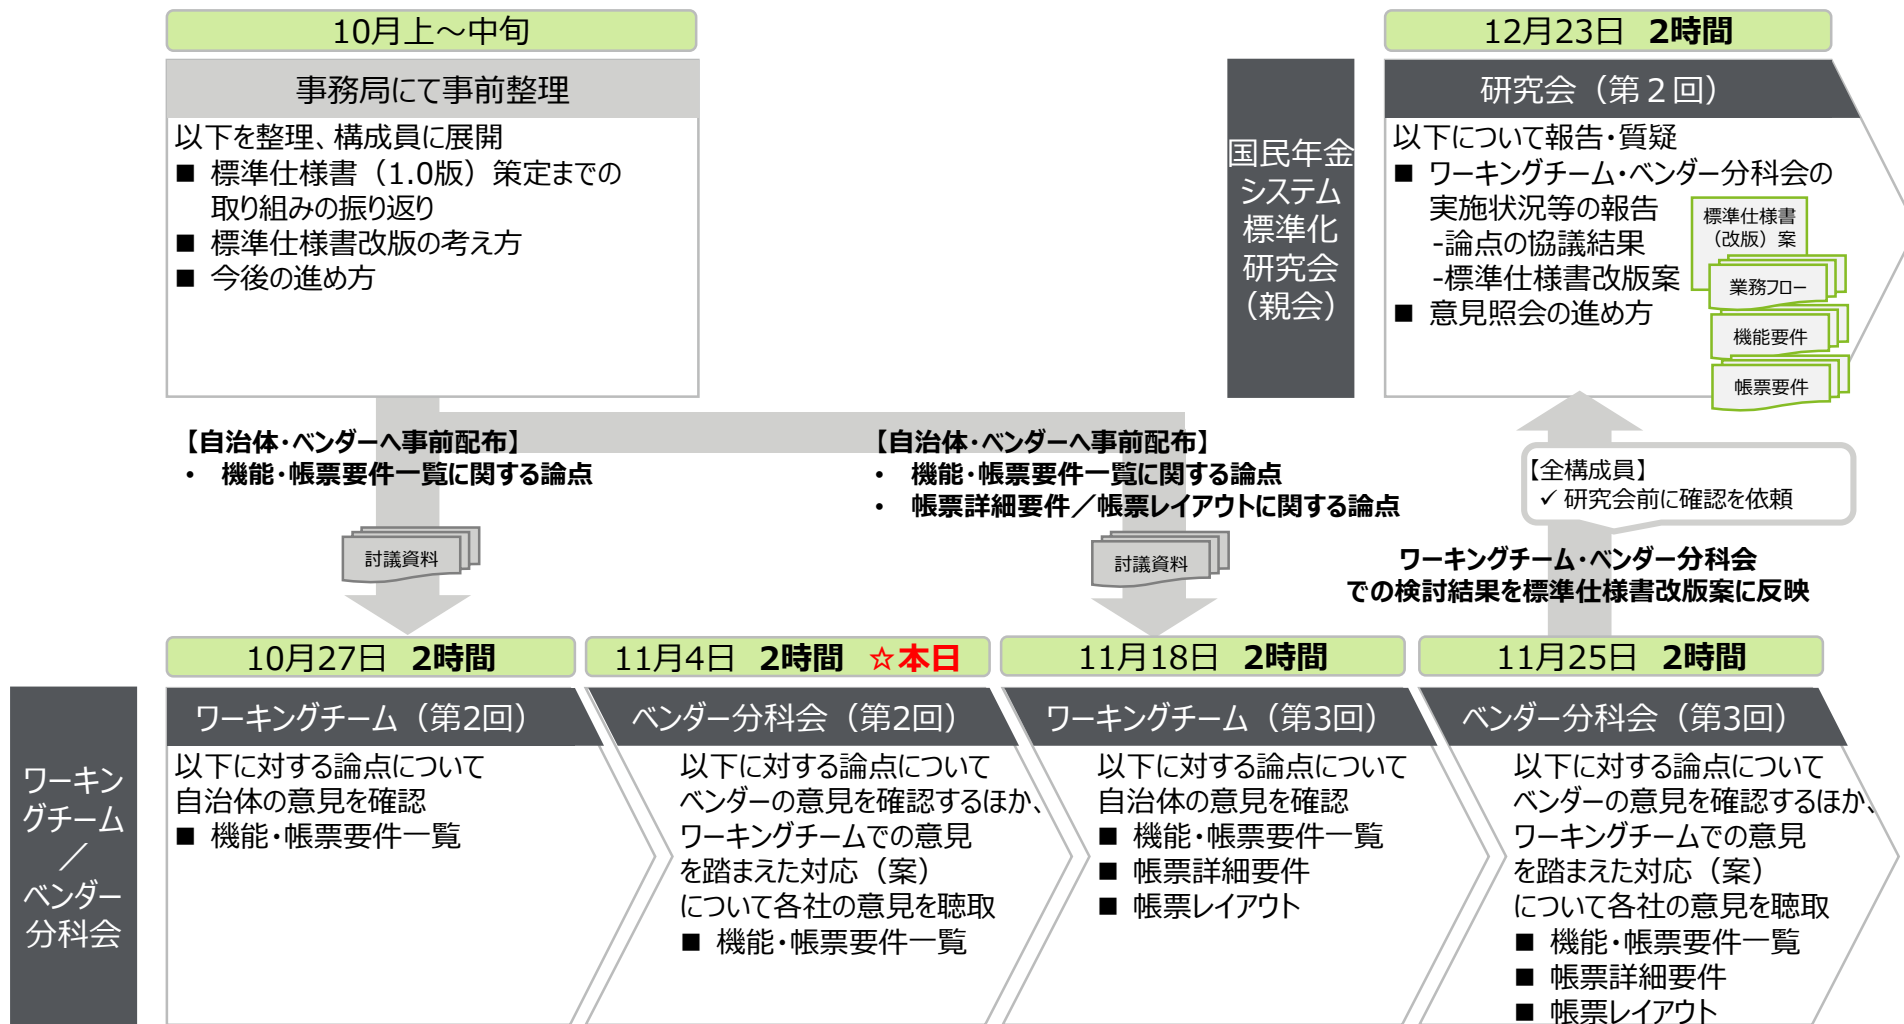 10月上～中旬
事務局にて事前整理
以下を整理、構成員に展開
■ 標準仕様書（1.0版）策定までの
取り組みの振り返り
■ 標準仕様書改版の考え方
■ 今後の進め方
国民年金
システム
標準化
研究会
（親会）
12月23日 2時間
研究会（第２回）
以下について報告・質疑
■ ワーキングチーム・ベンダー分科会の
実施状況等の報告
-論点の協議結果
-標準仕様書改版案
■ 意見照会の進め方
標準仕様書
（改版）案
業務フロー
機能要件
帳票要件
【自治体・ベンダーへ事前配布】
• 機能・帳票要件一覧に関する論点
討議資料
【自治体・ベンダーへ事前配布】
• 機能・帳票要件一覧に関する論点
• 帳票詳細要件／帳票レイアウトに関する論点
討議資料
【全構成員】
✓ 研究会前に確認を依頼
ワーキングチーム・ベンダー分科会
での検討結果を標準仕様書改版案に反映
ワーキン
グチーム
／
ベンダー
分科会
10月27日 2時間
ワーキングチーム（第2回）
以下に対する論点について
自治体の意見を確認
■ 機能・帳票要件一覧
11月4日 2時間 ☆本日
ベンダー分科会（第2回）
以下に対する論点について
ベンダーの意見を確認するほか、
ワーキングチームでの意見
を踏まえた対応（案）
について各社の意見を聴取
■ 機能・帳票要件一覧
11月18日 2時間
ワーキングチーム（第3回）
以下に対する論点について
自治体の意見を確認
■ 機能・帳票要件一覧
■ 帳票詳細要件
■ 帳票レイアウト
11月25日 2時間
ベンダー分科会（第3回）
以下に対する論点について
ベンダーの意見を確認するほか、
ワーキングチームでの意見
を踏まえた対応（案）
について各社の意見を聴取
■ 機能・帳票要件一覧
■ 帳票詳細要件
■ 帳票レイアウト